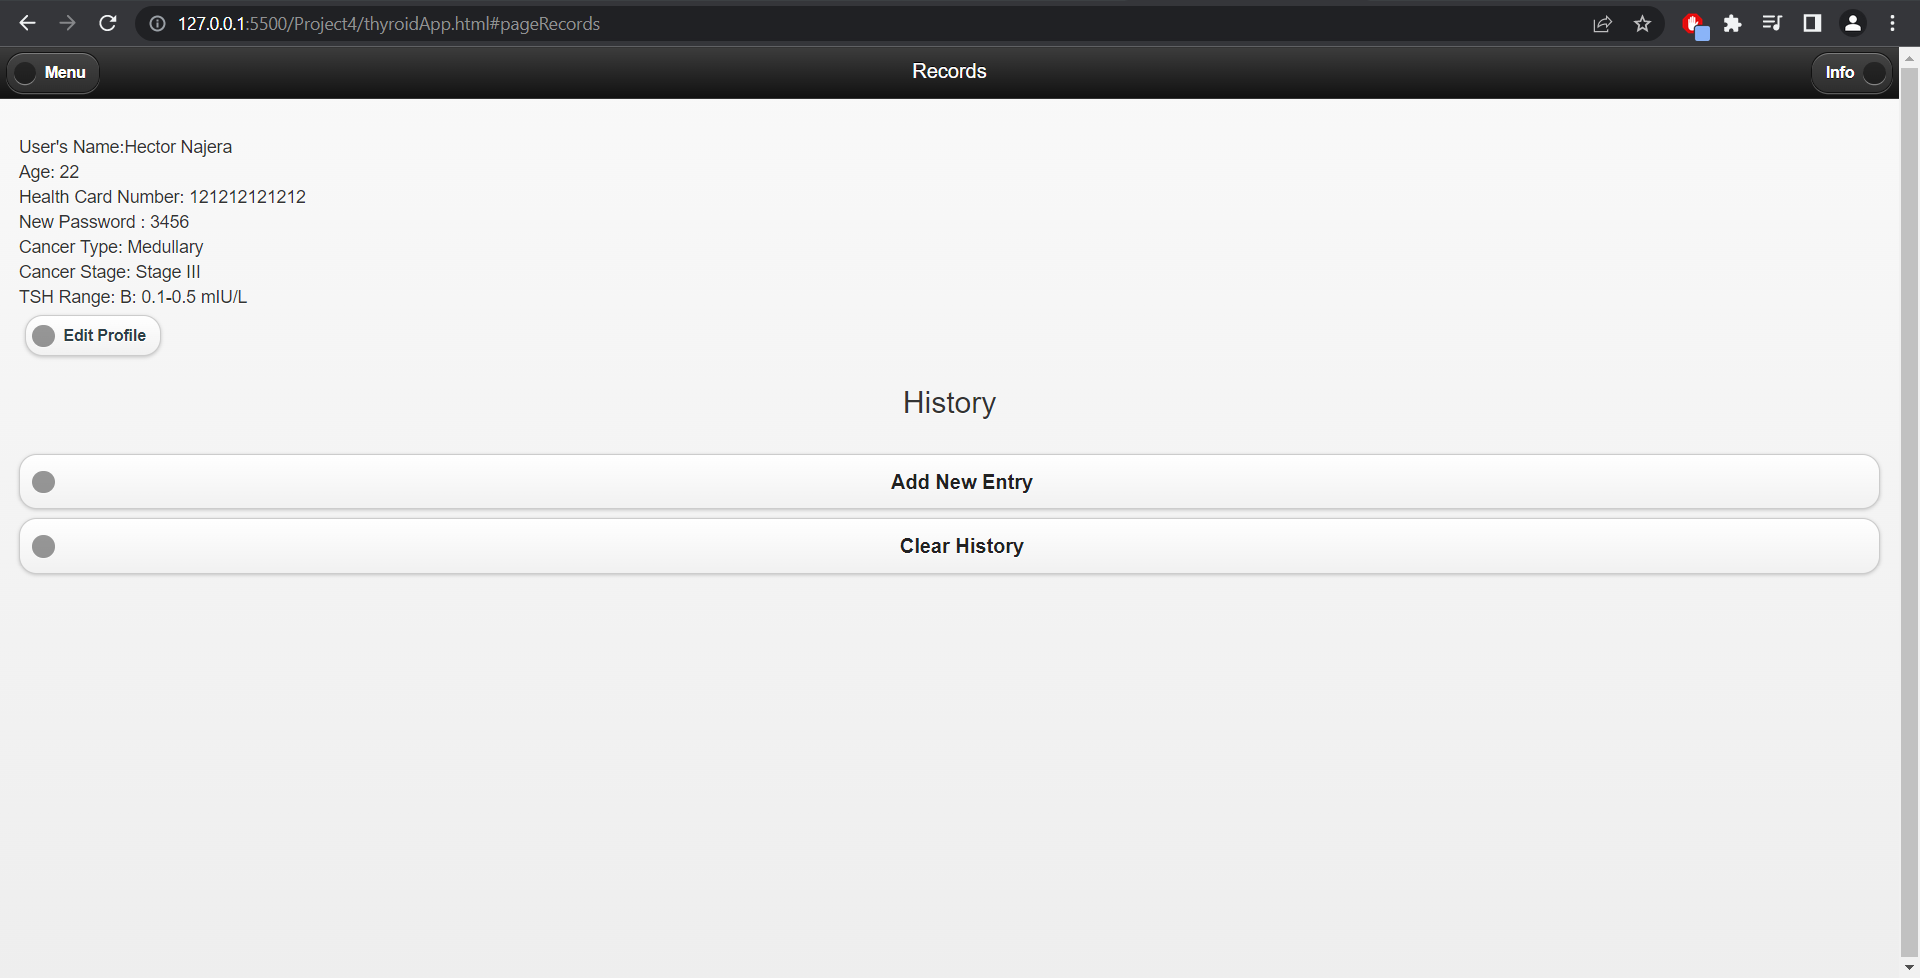 127.0.0.1:5500/Project4/thyroidApp.html#pageRecords
Menu
Records
Info
User's Name:Hector Najera
Age: 22
Health Card Number: 121212121212
New Password : 3456
Cancer Type: Medullary
Cancer Stage: Stage III
TSH Range: B: 0.1-0.5 mIU/L
Edit Profile
History
Add New Entry
Clear History